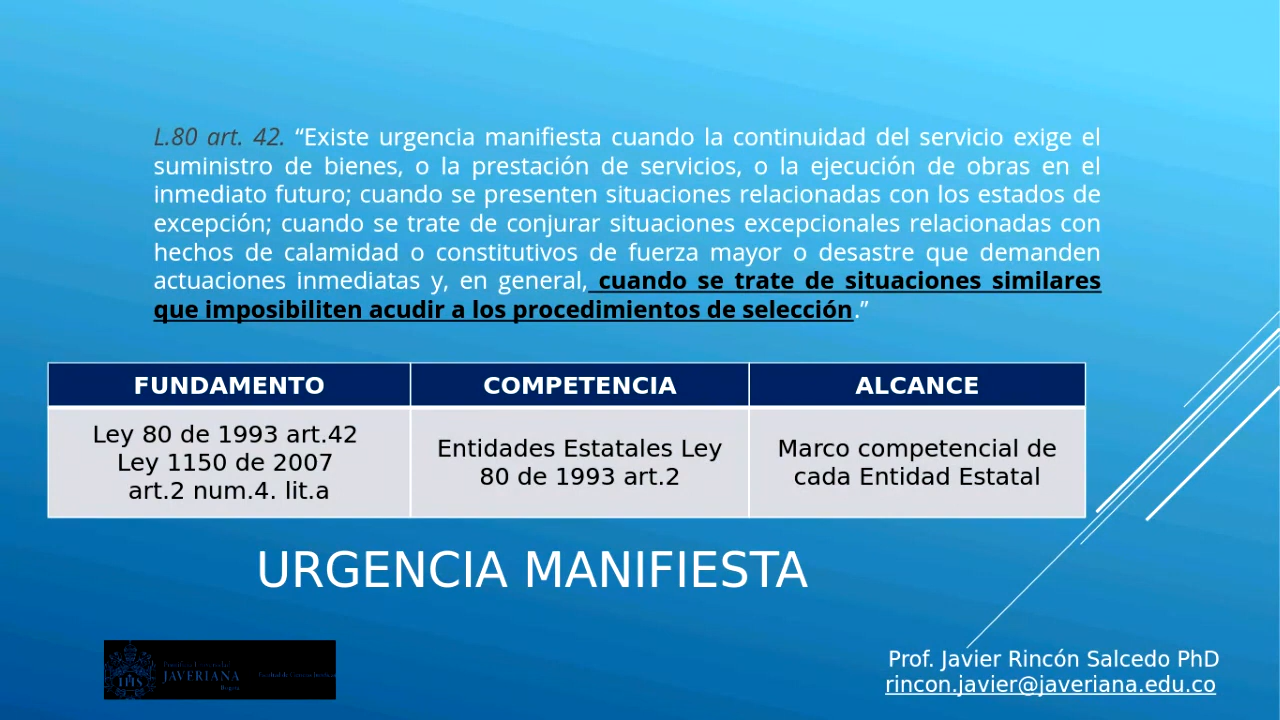 L.80 art. 42. “Existe urgencia manifiesta cuando la continuidad del servicio exige el
suministro de bienes, o la prestación de servicios, o la ejecución de obras en el
inmediato futuro; cuando se presenten situaciones relacionadas con los estados de
excepción; cuando se trate de conjurar situaciones excepcionales relacionadas con
hechos de calamidad o constitutivos de fuerza mayor o desastre que demanden
actuaciones inmediatas y, en general, cuando se trate de situaciones similares
que imposibiliten acudir a los procedimientos de selección.”
FUNDAMENTO
COMPETENCIA
ALCANCE
Ley 80 de 1993 art.42
Ley 1150 de 2007
art.2 num.4. lit.a
Entidades Estatales Ley
80 de 1993 art.2
Marco competencial de
cada Entidad Estatal
URGENCIA MANIFIESTA
JAVERIANA
Bogotá
Prof. Javier Rincón Salcedo PhD
rincon.javier@javeriana.edu.co